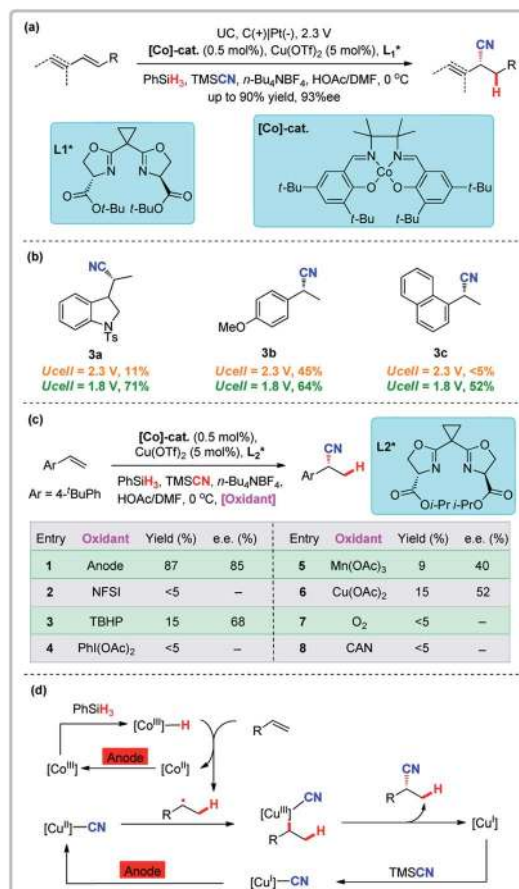 (a)
UC, C(+)|Pt(-), 2.3 V
[Co]-cat. (0.5 mol%), Cu(OTf)2 (5 mol%), L1*
PhSiH3, TMSCN, n-Bu4NBF4, HOAc/DMF, 0 °C
up to 90% yield, 93%ee
R
CN
R
H
L1*
O
O
N
N
O
O
Ot-Bu t-BuO
[Co]-cat.
N
N
Co
O
O
t-Bu
t-Bu
t-Bu
t-Bu
(b)
NC
N
Ts
3a
Ucell = 2.3 V, 11%
Ucell = 1.8 V, 71%
CN
MeO
3b
Ucell = 2.3 V, 45%
Ucell = 1.8 V, 64%
CN
3c
Ucell = 2.3 V, <5%
Ucell = 1.8 V, 52%
(c)
Ar
Ar = 4-tBuPh
[Co]-cat. (0.5 mol%),
Cu(OTf)2 (5 mol%), L2*
PhSiH3, TMSCN, n-Bu4NBF4,
HOAc/DMF, 0 °C, [Oxidant]
CN
Ar
H
L2*
O
O
N
N
O
O
Oi-Pr i-PrO
Entry Oxidant Yield (%) e.e. (%) Entry Oxidant Yield (%) e.e. (%)
1 Anode 87 85 5 Mn(OAc)3 9 40
2 NFSI <5 – 6 Cu(OAc)2 15 52
3 TBHP 15 68 7 O2 <5 –
4 PhI(OAc)2 <5 – 8 CAN <5 –
(d)
PhSiH3
[CoIII]–H
R
[CoIII]
Anode
[CoII]
[CuII]–CN
R
H
CN
[CuIII]
R
H
CN
R
H
[CuI]
TMSCN
[CuI]–CN
Anode